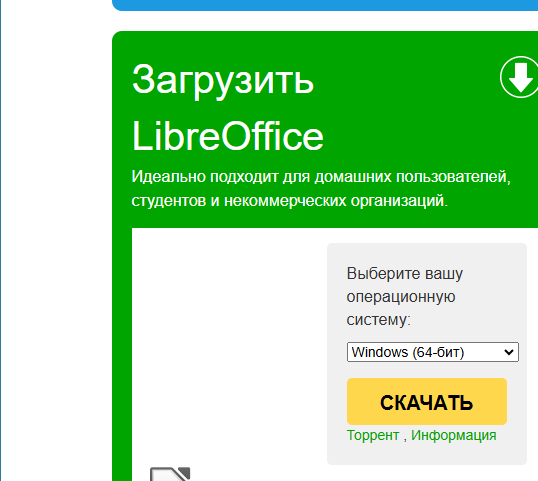 Загрузить
LibreOffice
Идеально подходит для домашних пользователей,
студентов и некоммерческих организаций.
Выберите вашу
операционную
систему:
Windows (64-бит)
СКАЧАТЬ
Торрент , Информация